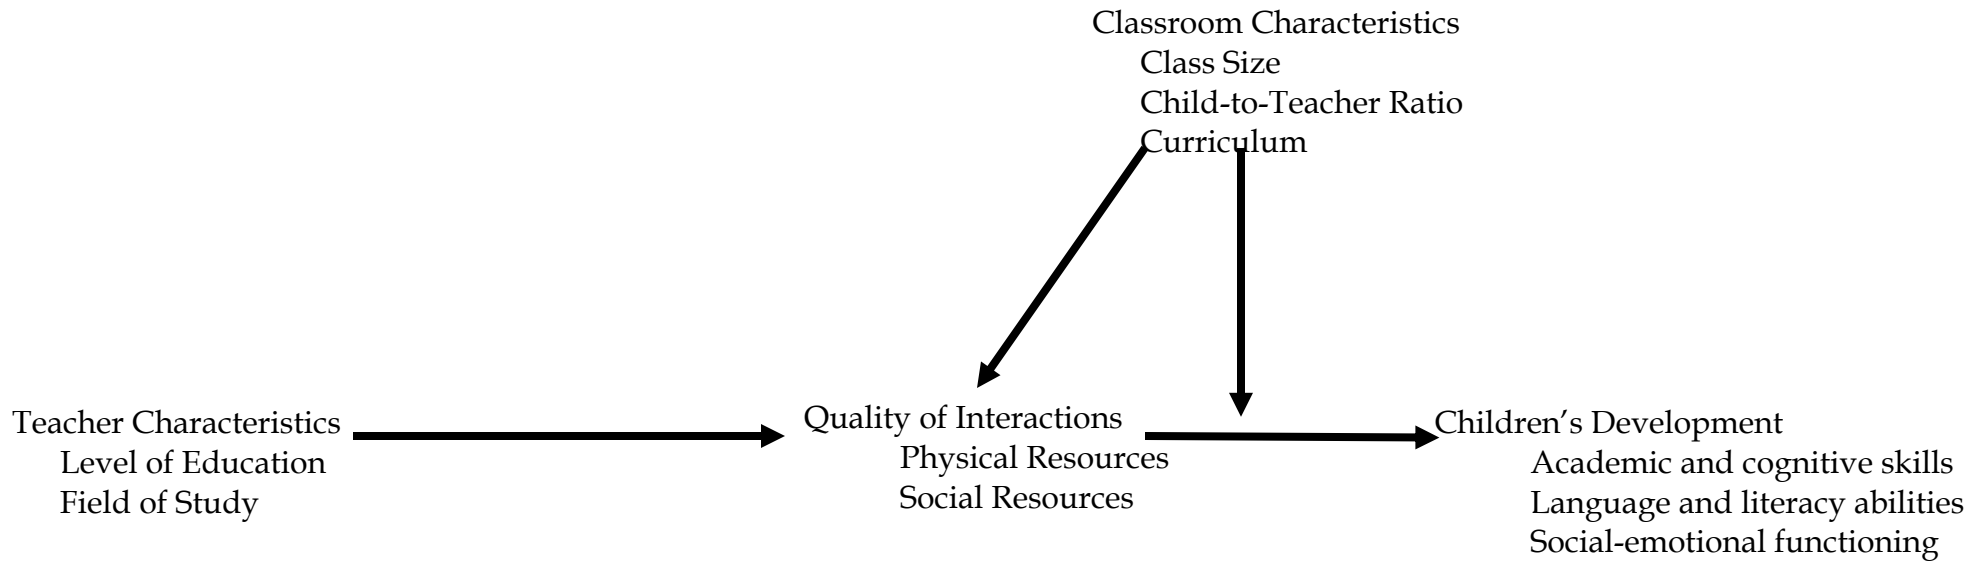 Classroom Characteristics
Class Size
Child-to-Teacher Ratio
Curriculum
Teacher Characteristics
Level of Education
Field of Study
Quality of Interactions
Physical Resources
Social Resources
Children’s Development
Academic and cognitive skills
Language and literacy abilities
Social-emotional functioning